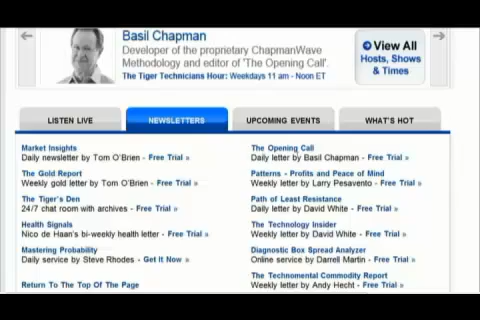 Basil Chapman
Developer of the proprietary ChapmanWave
Methodology and editor of 'The Opening Call'.
The Tiger Technicians Hour: Weekdays 11 am - Noon ET
View All
Hosts, Shows
& Times
LISTEN LIVE
NEWSLETTERS
UPCOMING EVENTS
WHAT'S HOT
Market Insights
Daily newsletter by Tom O'Brien - Free Trial »
The Gold Report
Weekly gold letter by Tom O'Brien - Free Trial »
The Tiger's Den
24/7 chat room with archives - Free Trial »
Health Signals
Nico de Haan's bi-weekly health letter - Free Trial »
Mastering Probability
Daily service by Steve Rhodes - Get It Now »
Return To The Top Of The Page
The Opening Call
Daily letter by Basil Chapman - Free Trial »
Patterns - Profits and Peace of Mind
Weekly letter by Larry Pesavento - Free Trial »
Path of Least Resistance
Daily letter by David White - Free Trial »
The Technology Insider
Weekly letter by David White - Free Trial »
Diagnostic Box Spread Analyzer
Online service by Darrell Martin - Free Trial »
The Technomental Commodity Report
Weekly letter by Andy Hecht - Free Trial »